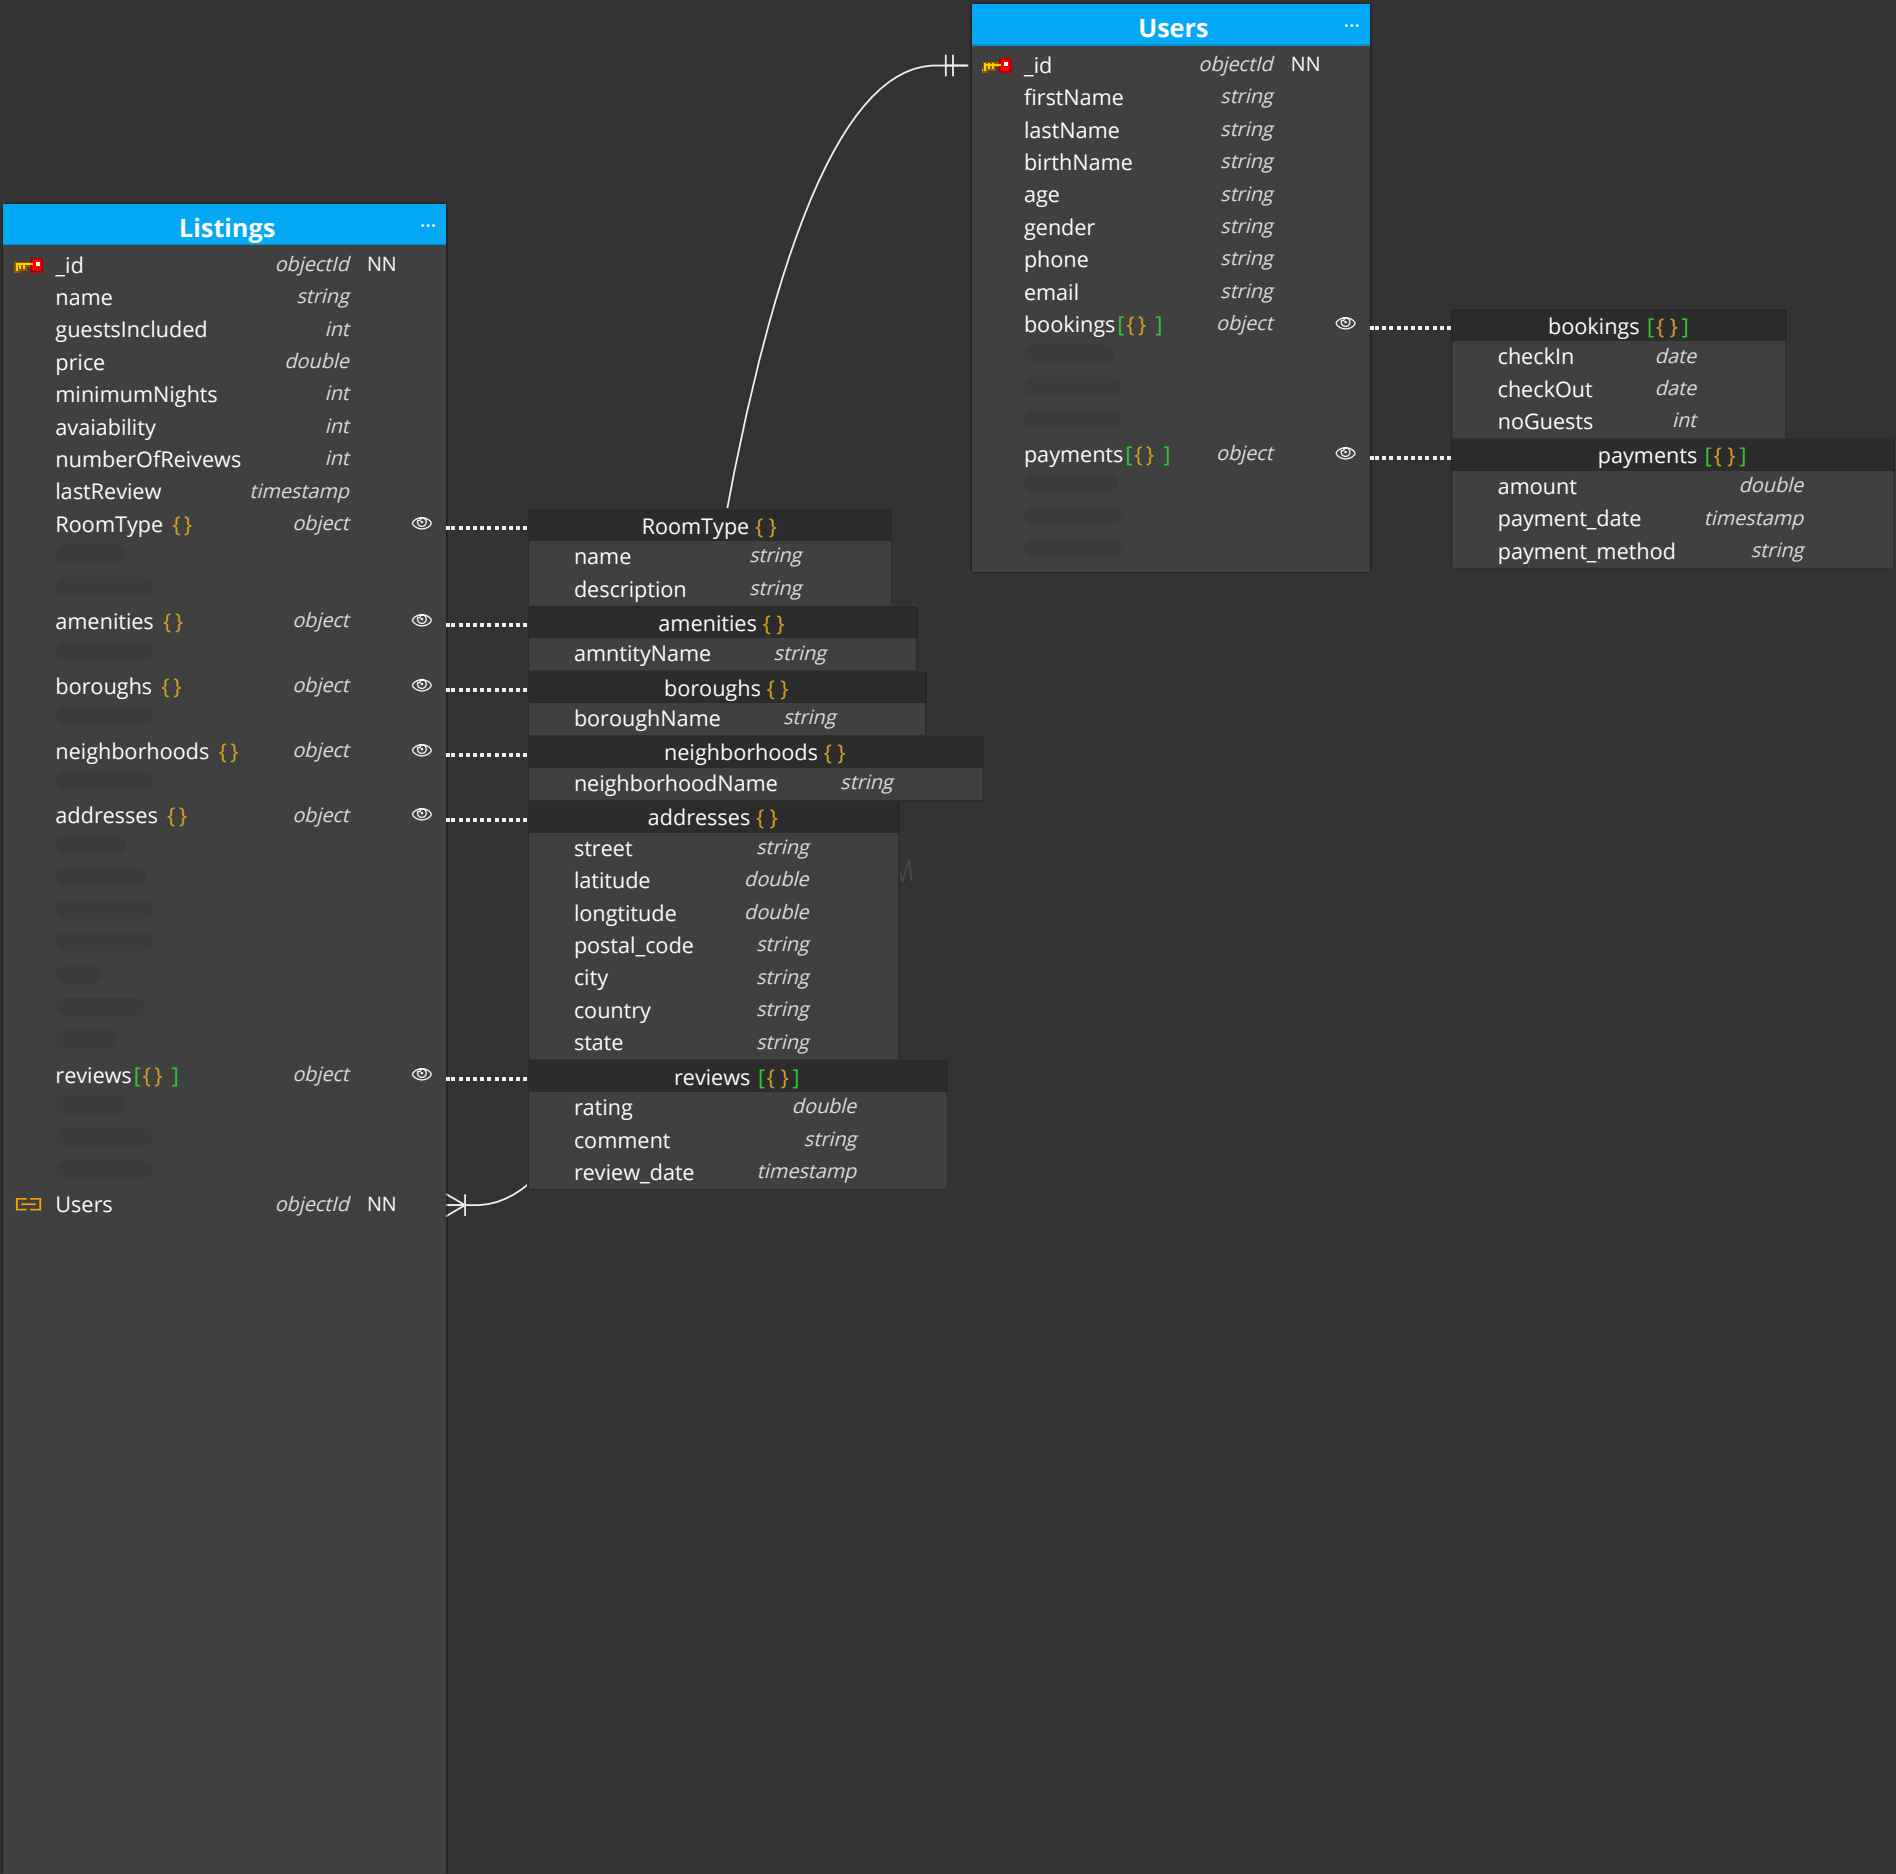 Users ...
_id objectId NN
firstName string
lastName string
birthName string
age string
gender string
phone string
email string
bookings[{} ] object
payments[{} ] object
bookings [{}]
checkIn date
checkOut date
noGuests int
payments [{}]
amount double
payment_date timestamp
payment_method string
Listings ...
_id objectId NN
name string
guestsIncluded int
price double
minimumNights int
avaiability int
numberOfReivews int
lastReview timestamp
RoomType {} object
amenities {} object
boroughs {} object
neighborhoods {} object
addresses {} object
reviews[{} ] object
Users objectId NN
RoomType {}
name string
description string
amenities {}
amntityName string
boroughs {}
boroughName string
neighborhoods {}
neighborhoodName string
addresses {}
street string
latitude double
longtitude double
postal_code string
city string
country string
state string
reviews [{}]
rating double
comment string
review_date timestamp